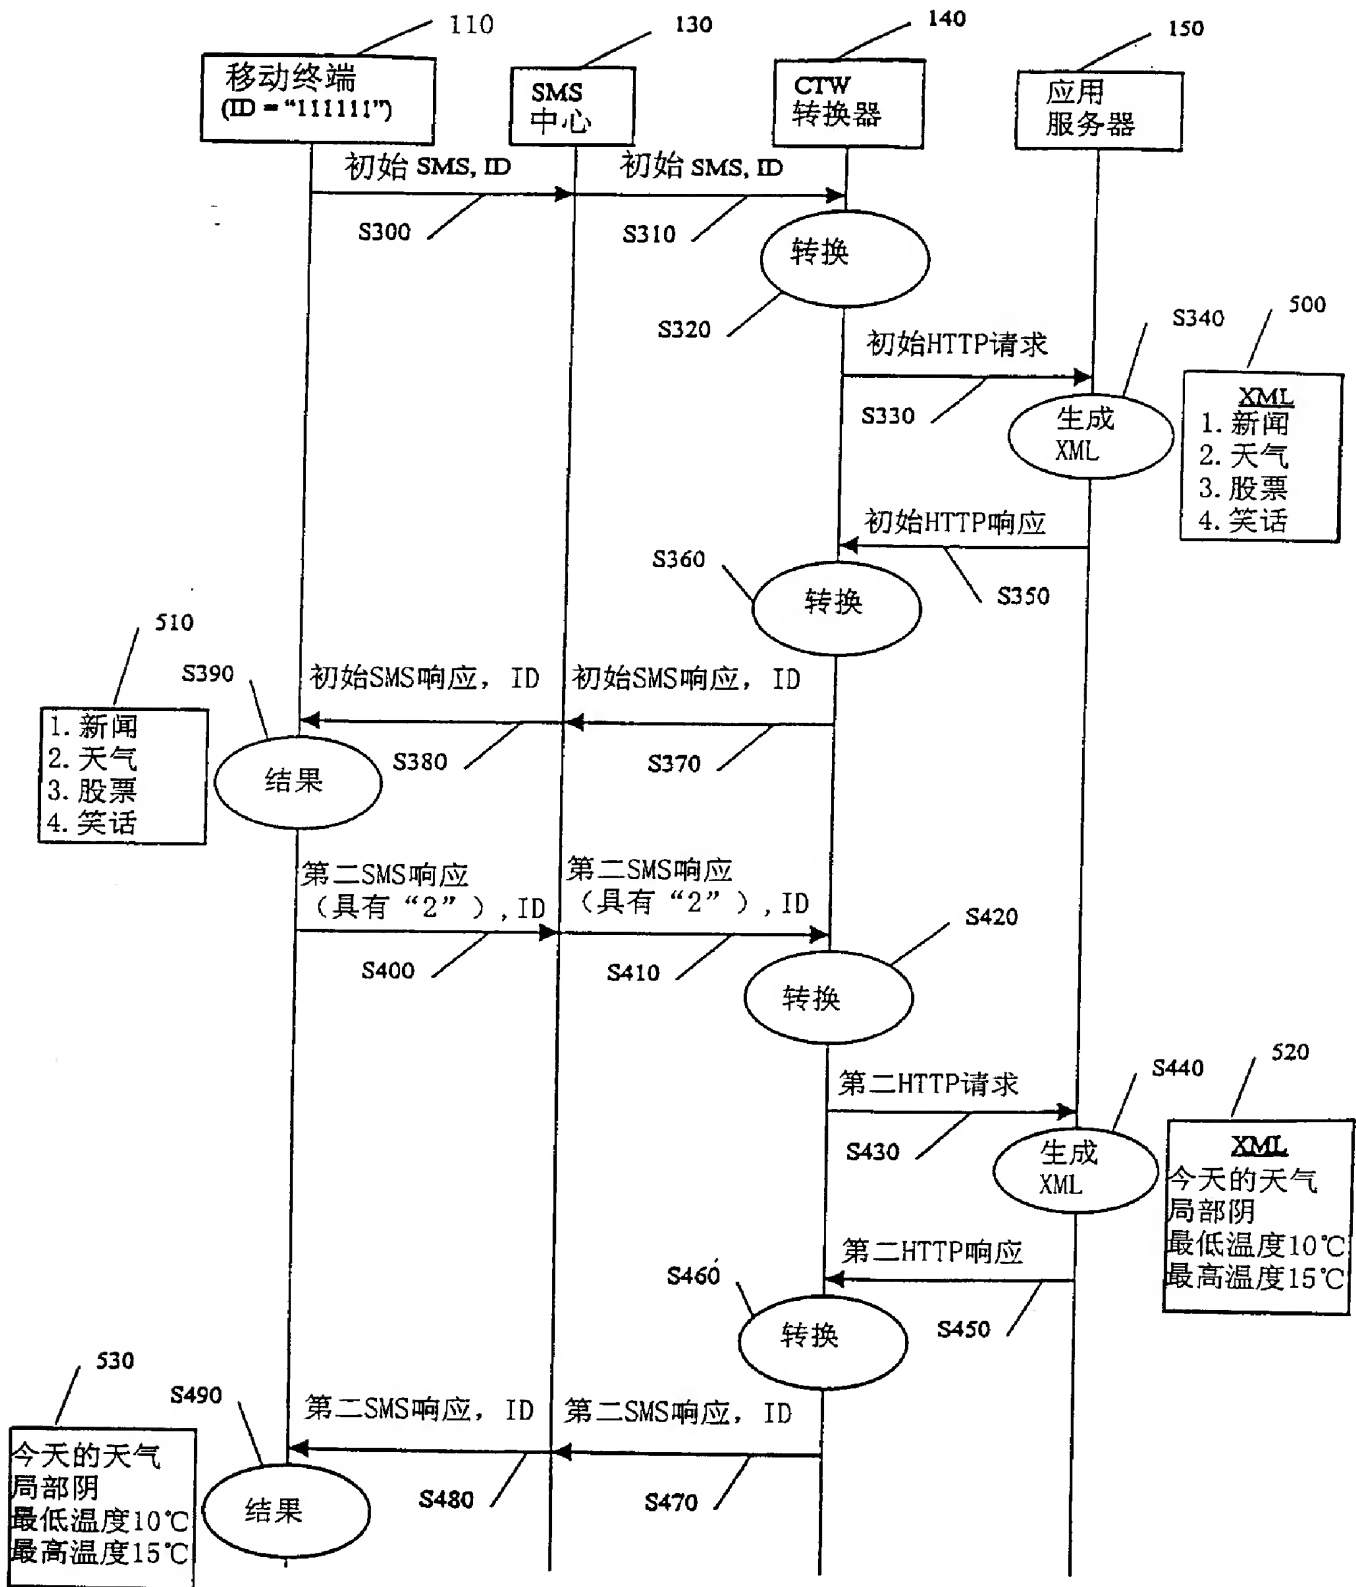 110
130
140
150
移动终端
(ID = “111111”)
SMS
中心
CTW
转换器
应用
服务器
初始 SMS, ID
初始 SMS, ID
S300
S310
转换
S320
初始HTTP请求
S330
S340
500
生成
XML
XML
1. 新闻
2. 天气
3. 股票
4. 笑话
初始HTTP响应
S350
S360
转换
510
S390
初始SMS响应, ID
初始SMS响应, ID
S380
S370
1. 新闻
2. 天气
3. 股票
4. 笑话
结果
第二SMS响应
(具有“2”), ID
第二SMS响应
(具有“2”), ID
S400
S410
S420
转换
第二HTTP请求
S430
S440
520
生成
XML
XML
今天的天气
局部阴
最低温度10℃
最高温度15℃
第二HTTP响应
S450
S460
转换
530
S490
第二SMS响应, ID
第二SMS响应, ID
S480
S470
今天的天气
局部阴
最低温度10℃
最高温度15℃
结果